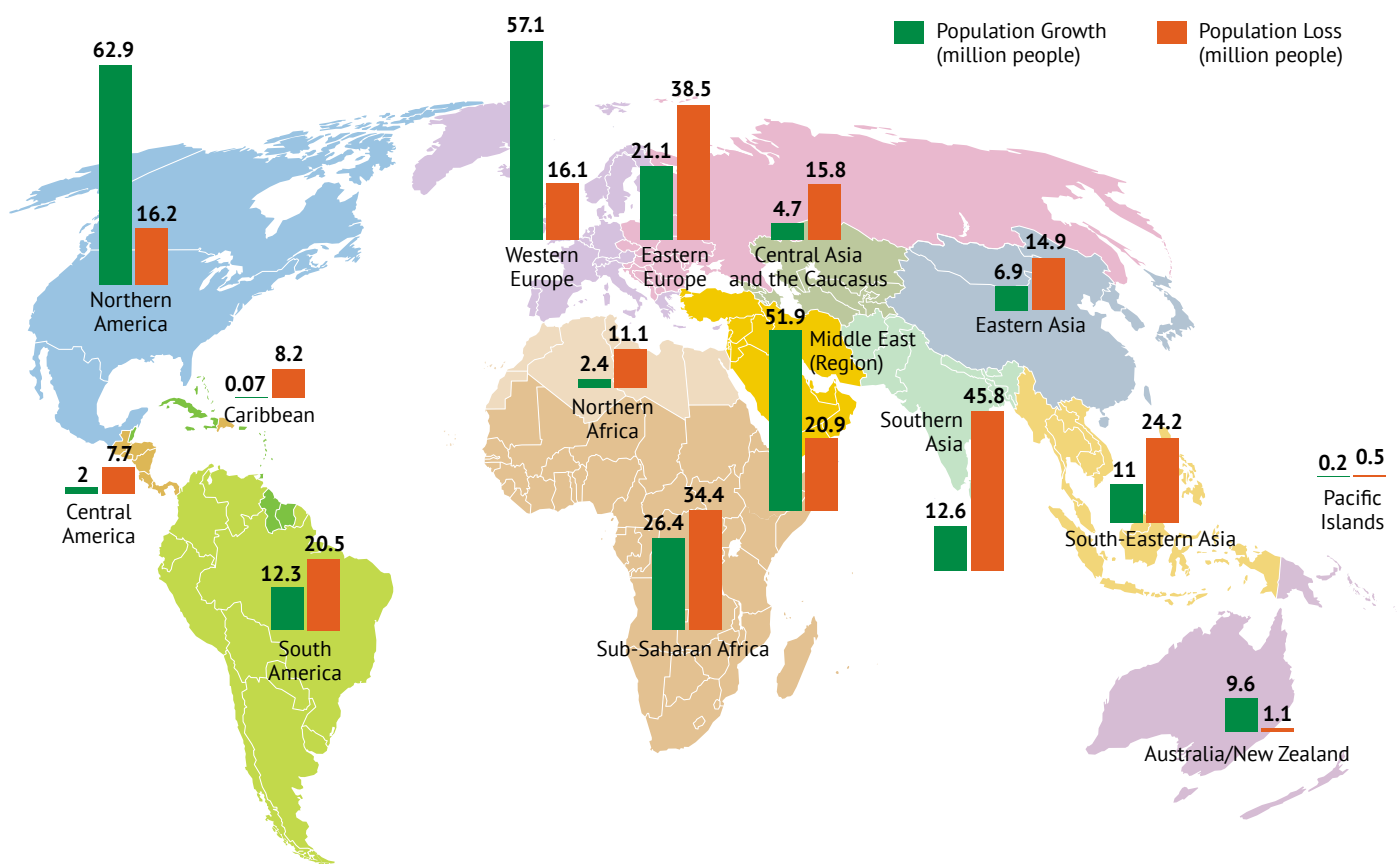 Population Growth
(million people)
Population Loss
(million people)
62.9
16.2
Northern
America
57.1
16.1
Western
Europe
21.1
38.5
Eastern
Europe
4.7
15.8
Central Asia
and the Caucasus
6.9
14.9
Eastern Asia
0.07
8.2
Caribbean
2.4
11.1
Northern
Africa
51.9
20.9
Middle East
(Region)
12.6
45.8
Southern
Asia
11
24.2
South-Eastern Asia
0.2
0.5
Pacific
Islands
2
7.7
Central
America
12.3
20.5
South
America
26.4
34.4
Sub-Saharan Africa
9.6
1.1
Australia/New Zealand